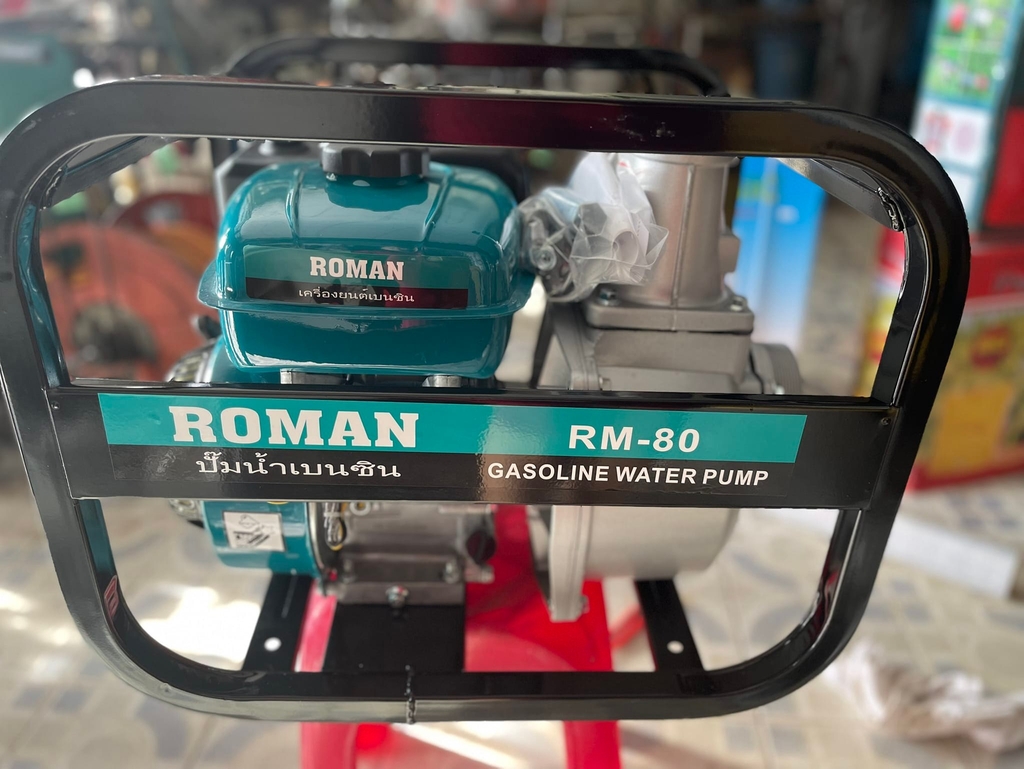 ROMAN
เครื่องยนต์เบนซิน
ROMAN
ปั๊มน้ำเบนซิน
RM-80
GASOLINE WATER PUMP